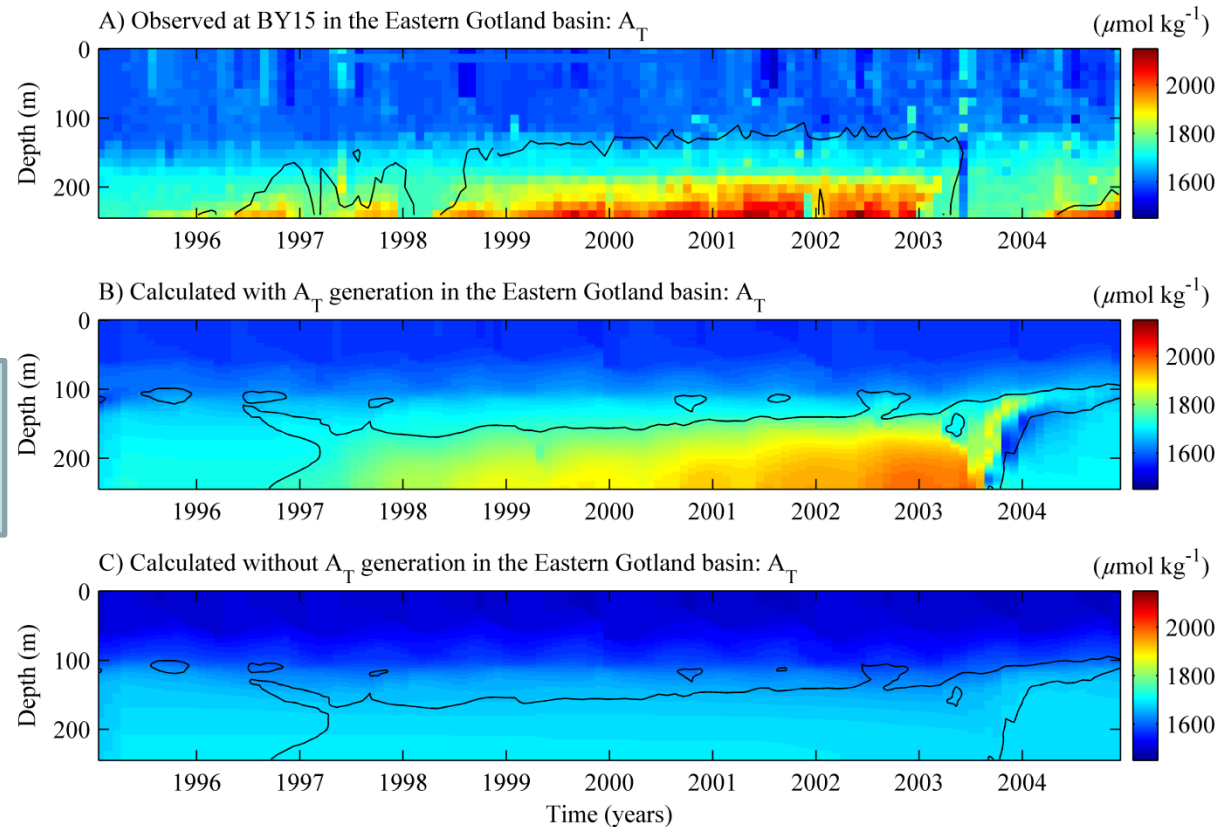 A) Observed at BY15 in the Eastern Gotland basin: A_T (μmol kg⁻¹)
0
100
200
Depth (m)
1996 1997 1998 1999 2000 2001 2002 2003 2004
2000
1800
1600
B) Calculated with A_T generation in the Eastern Gotland basin: A_T (μmol kg⁻¹)
0
100
200
Depth (m)
1996 1997 1998 1999 2000 2001 2002 2003 2004
2000
1800
1600
C) Calculated without A_T generation in the Eastern Gotland basin: A_T (μmol kg⁻¹)
0
100
200
Depth (m)
1996 1997 1998 1999 2000 2001 2002 2003 2004
2000
1800
1600
Time (years)